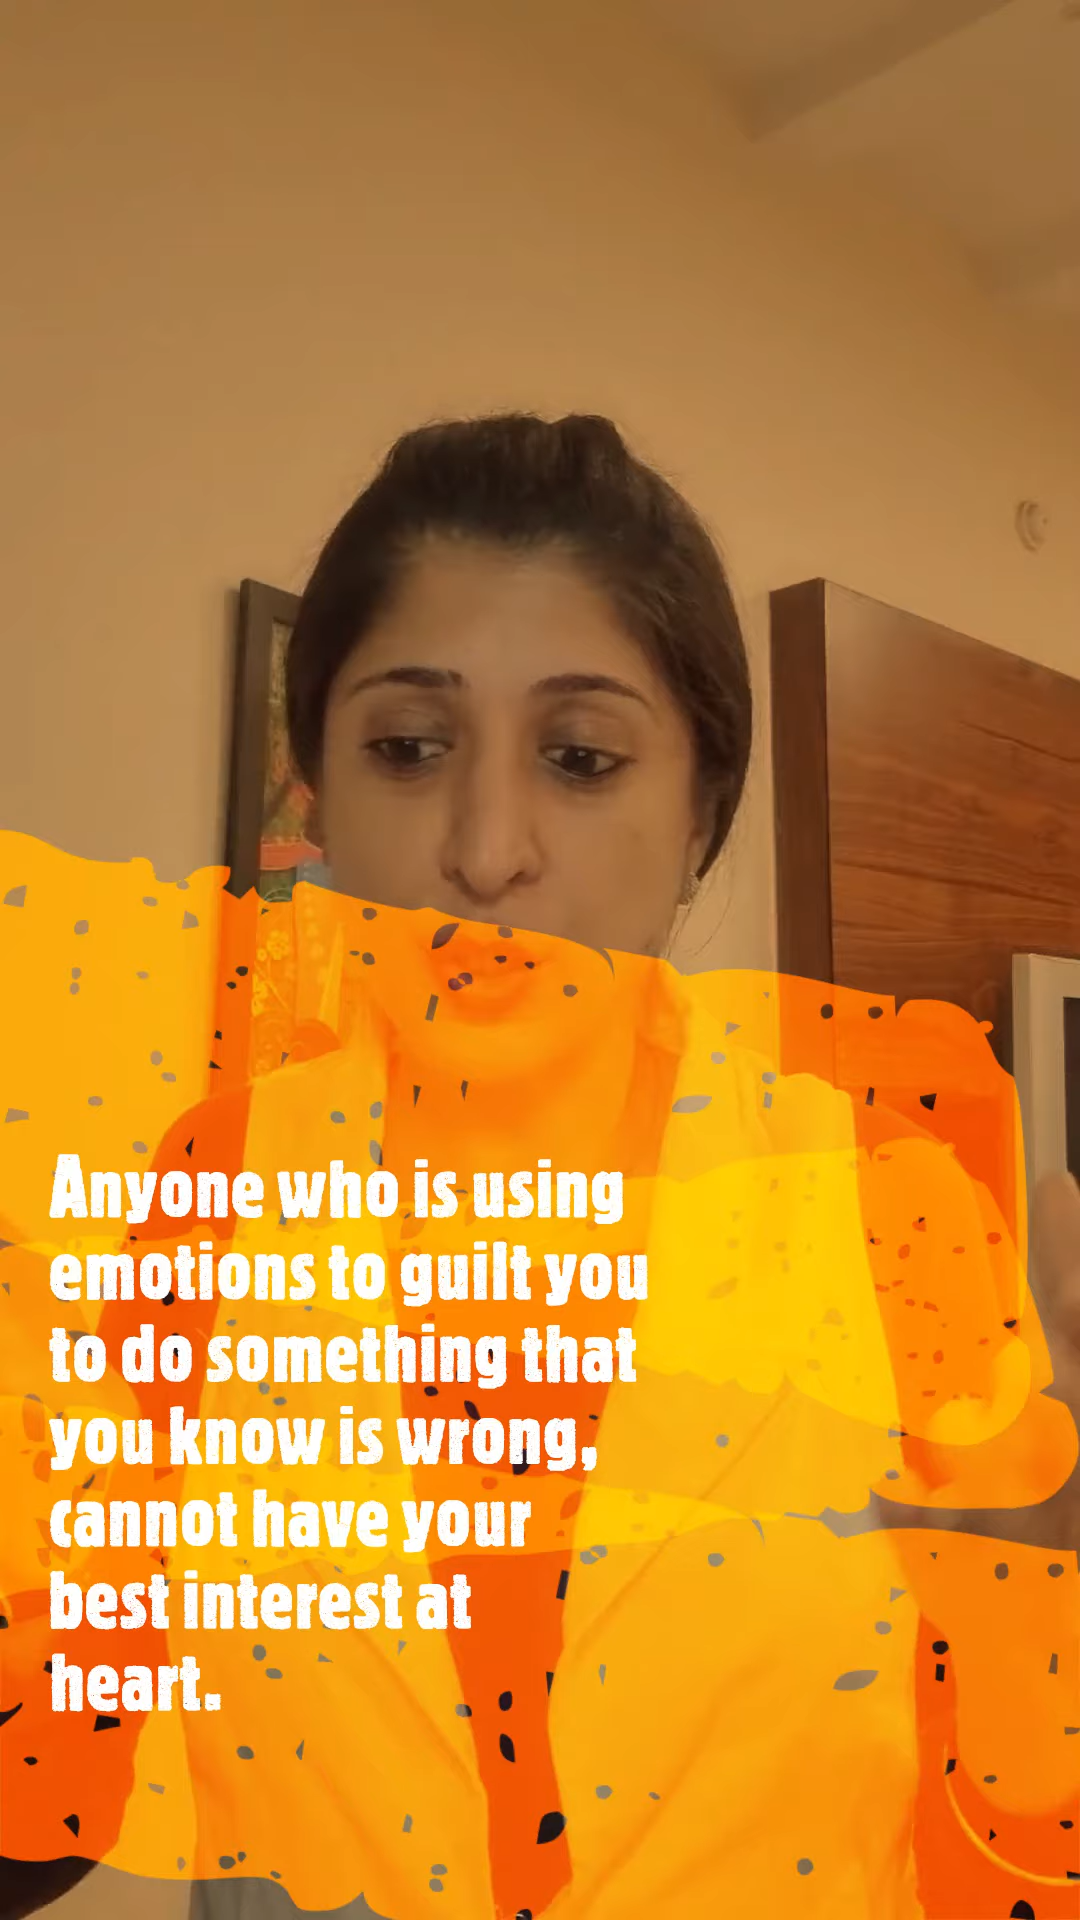 Anyone who is using
emotions to guilt you
to do something that
you know is wrong,
cannot have your
best interest at
heart.